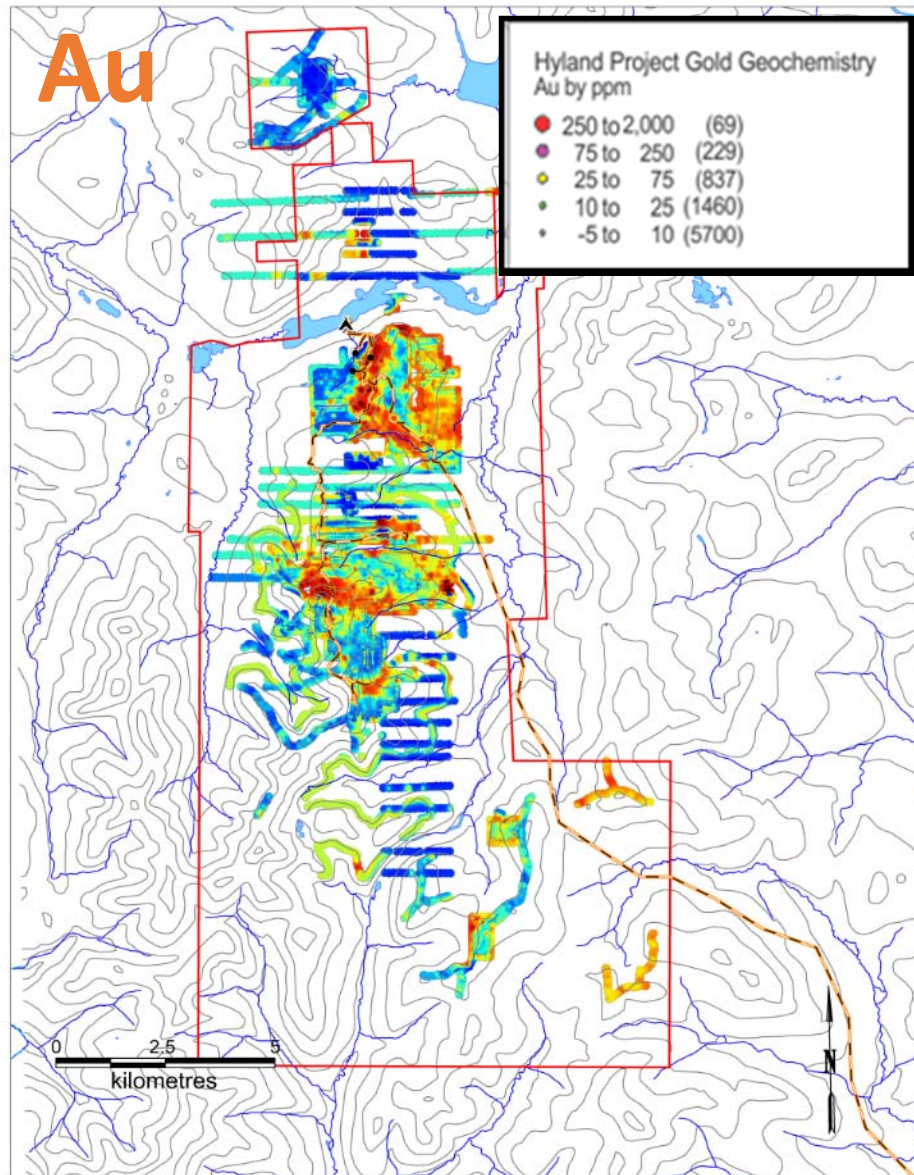 Au
Hyland Project Gold Geochemistry
Au by ppm
250 to 2,000 (69)
75 to 250 (229)
25 to 75 (837)
10 to 25 (1460)
-5 to 10 (5700)
0 2.5 5
kilometres
N